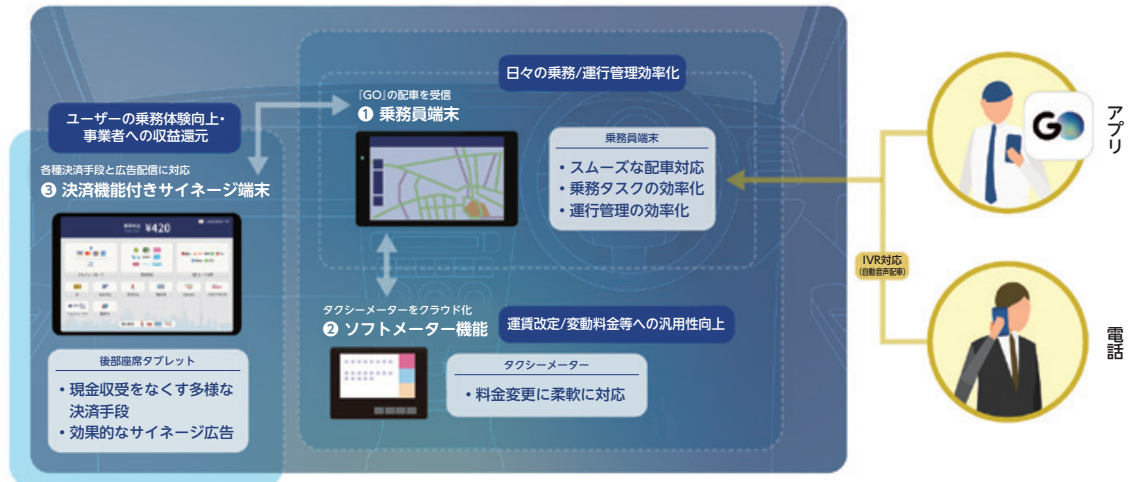 日々の乗務/運行管理効率化
『GO』の配車を受信
❶ 乗務員端末
乗務員端末
・スムーズな配車対応
・乗務タスクの効率化
・運行管理の効率化
ユーザーの乗務体験向上・
事業者への収益還元
各種決済手段と広告配信に対応
❸ 決済機能付きサイネージ端末
¥420
後部座席タブレット
・現金収受をなくす多様な
決済手段
・効果的なサイネージ広告
タクシーメーターをクラウド化
❷ ソフトメーター機能
運賃改定/変動料金等への汎用性向上
タクシーメーター
・料金変更に柔軟に対応
GO
アプリ
IVR対応
(自動音声配車)
電話